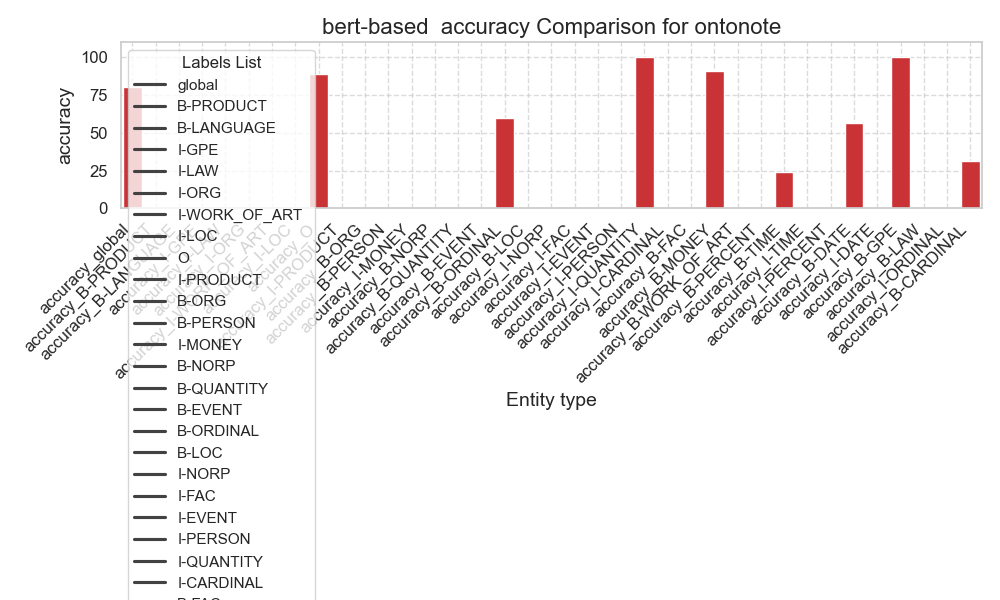 bert-based  accuracy Comparison for ontonote
accuracy
100
75
50
25
0
Labels List
global
B-PRODUCT
B-LANGUAGE
I-GPE
I-LAW
I-ORG
I-WORK_OF_ART
I-LOC
O
I-PRODUCT
B-ORG
B-PERSON
I-MONEY
B-NORP
B-QUANTITY
B-EVENT
B-ORDINAL
B-LOC
I-NORP
I-FAC
I-EVENT
I-PERSON
I-QUANTITY
I-CARDINAL
accuracy_global
accuracy_B-PRODUCT
accuracy_B-LANGUAGE
accuracy_O
accuracy_I-PRODUCT
accuracy_B-ORG
accuracy_B-PERSON
accuracy_I-MONEY
accuracy_B-NORP
accuracy_B-QUANTITY
accuracy_B-EVENT
accuracy_B-ORDINAL
accuracy_B-LOC
accuracy_I-NORP
accuracy_I-FAC
accuracy_I-EVENT
accuracy_I-PERSON
accuracy_I-QUANTITY
accuracy_I-CARDINAL
accuracy_B-FAC
accuracy_B-MONEY
accuracy_B-WORK_OF_ART
accuracy_B-PERCENT
accuracy_B-TIME
accuracy_I-TIME
accuracy_I-PERCENT
accuracy_B-DATE
accuracy_I-DATE
accuracy_B-GPE
accuracy_B-LAW
accuracy_I-ORDINAL
accuracy_B-CARDINAL
Entity type